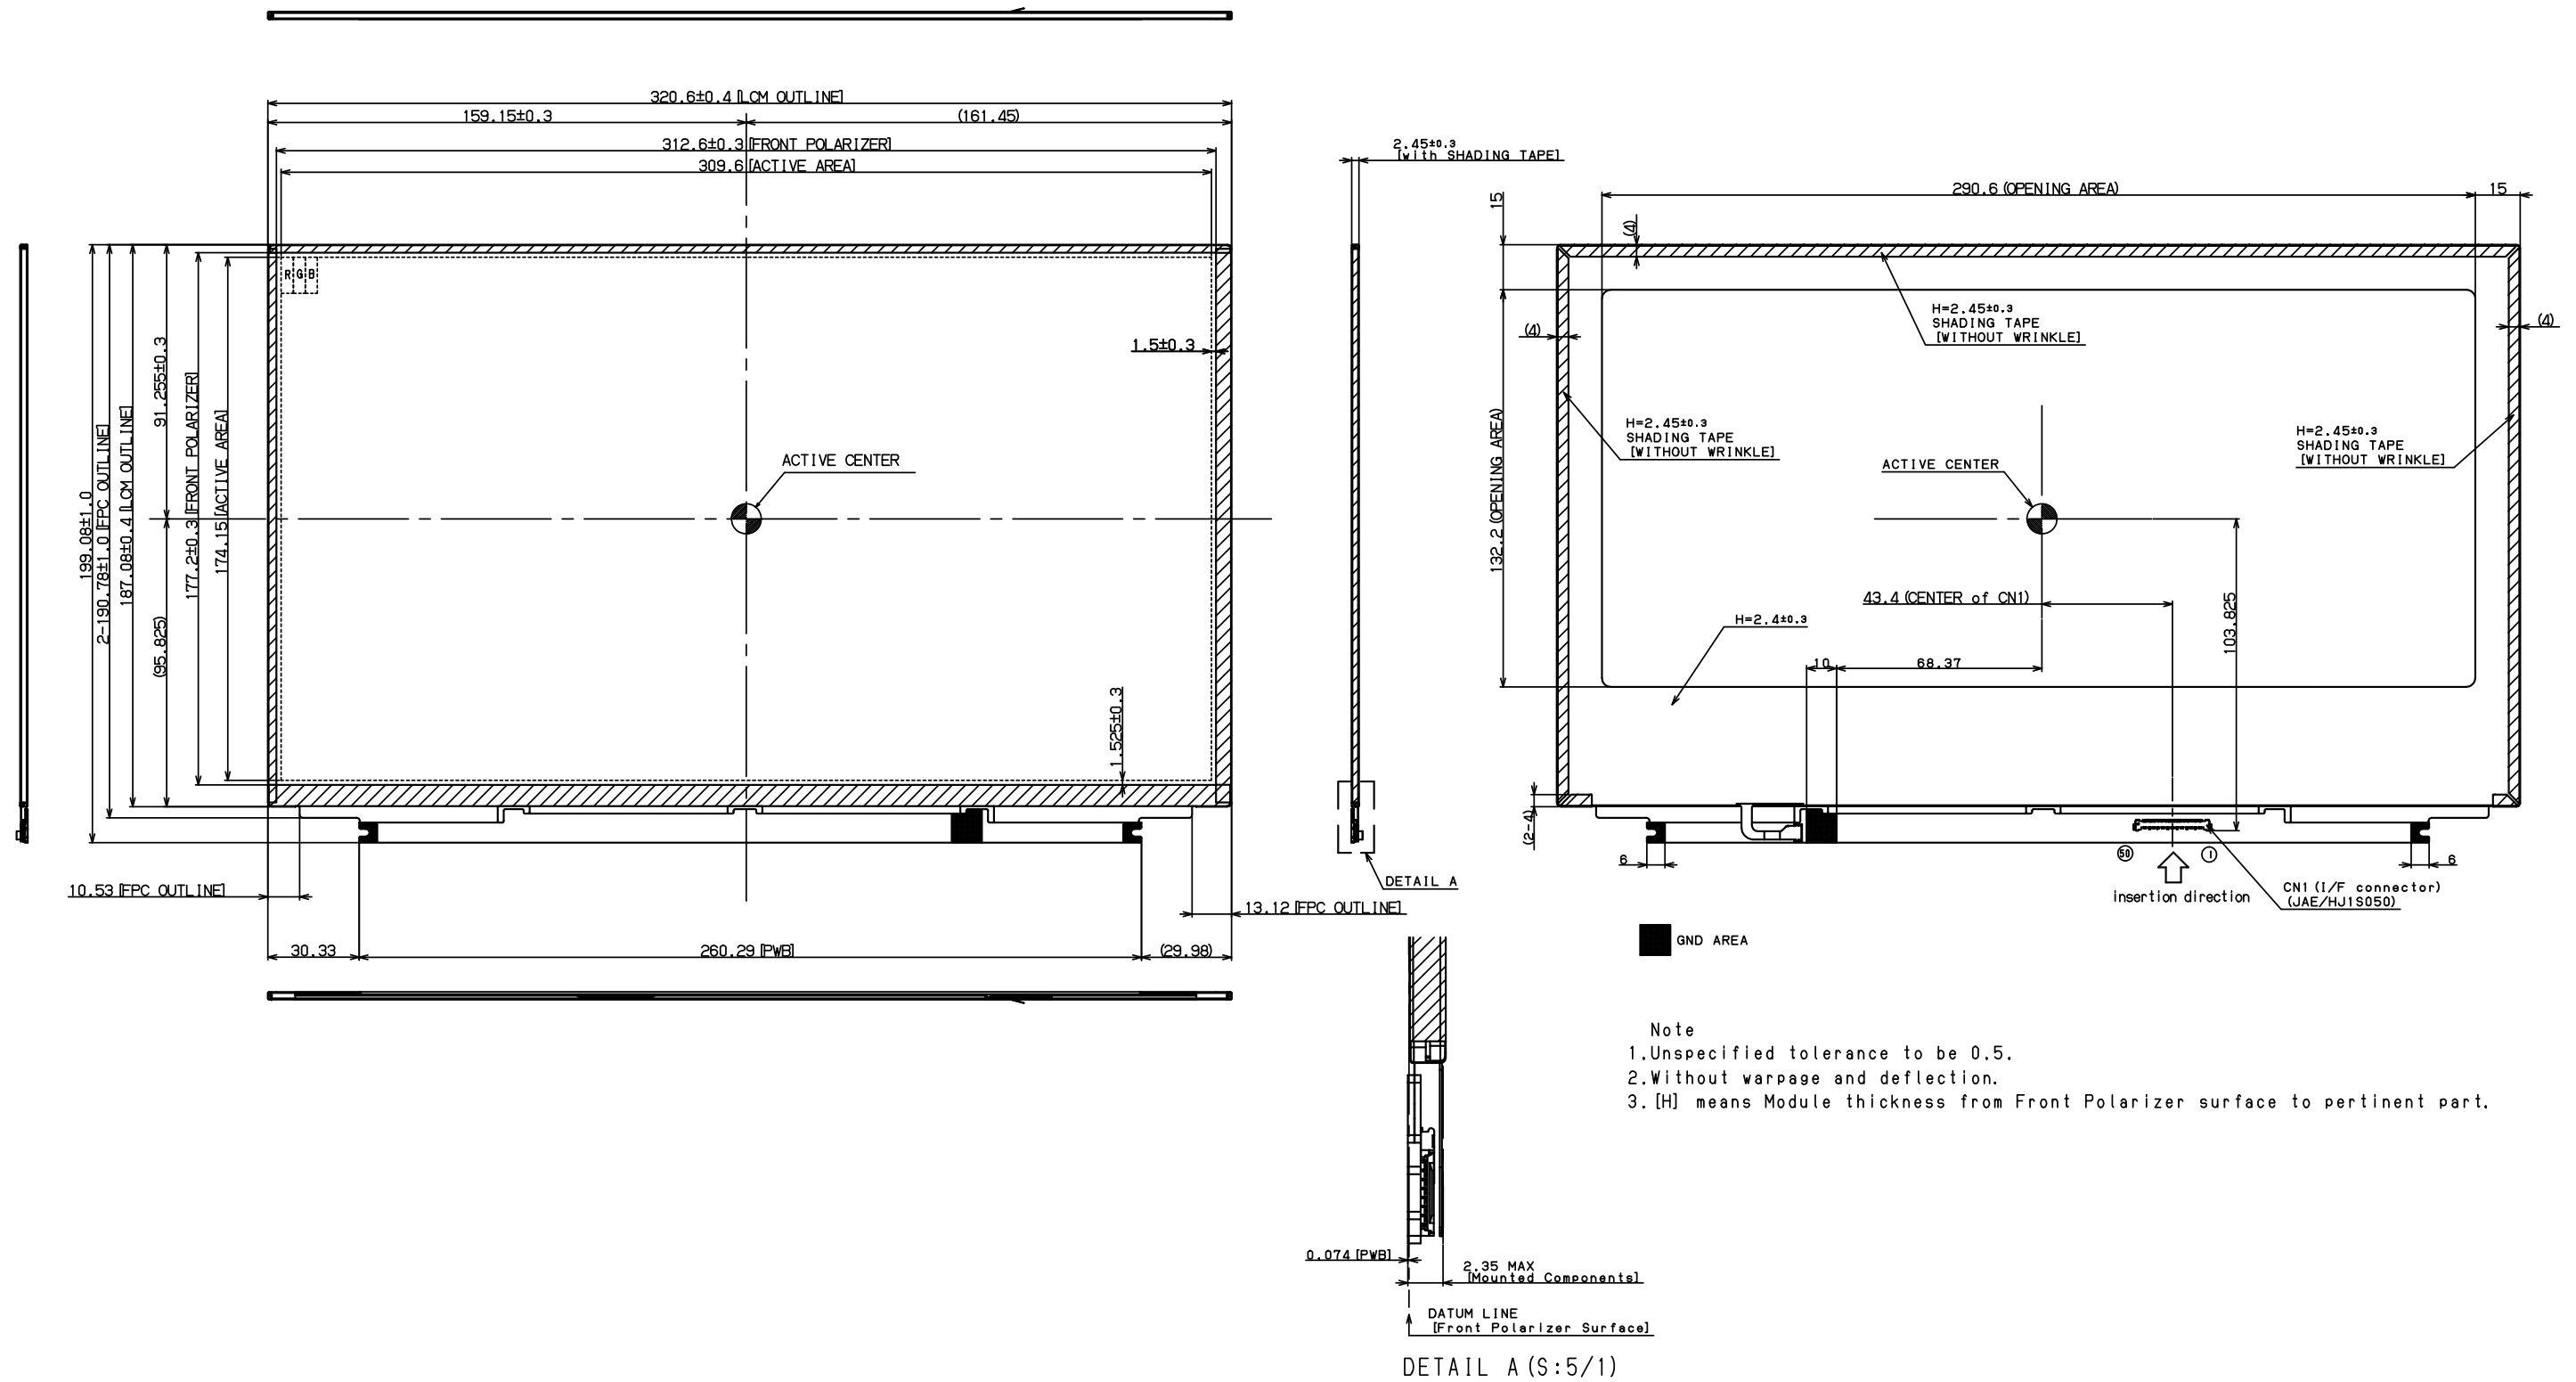 320.6±0.4 [LCM OUTLINE]
159.15±0.3
(161.45)
312.6±0.3 [FRONT POLARIZER]
309.6 [ACTIVE AREA]
R G B
1.5±0.3
ACTIVE CENTER
1.525±0.3
199.08±1.0
2-190.78±1.0 [FPC OUTLINE]
187.08±0.4 [LCM OUTLINE]
91.255±0.3
(95.825)
177.2±0.3 [FRONT POLARIZER]
174.15 [ACTIVE AREA]
10.53 [FPC OUTLINE]
13.12 [FPC OUTLINE]
30.33
260.29 [PWB]
(29.98)
2.45±0.3
[with SHADING TAPE]
DETAIL A
290.6 (OPENING AREA)
15
15
(4)
(4)
(4)
H=2.45±0.3
SHADING TAPE
[WITHOUT WRINKLE]
H=2.45±0.3
SHADING TAPE
[WITHOUT WRINKLE]
H=2.45±0.3
SHADING TAPE
[WITHOUT WRINKLE]
132.2 (OPENING AREA)
ACTIVE CENTER
43.4 (CENTER of CN1)
103.825
H=2.4±0.3
10
68.37
(2-4)
6
6
50
1
insertion direction
CN1 (I/F connector)
(JAE/HJ1S050)
GND AREA
Note
1.Unspecified tolerance to be 0.5.
2.Without warpage and deflection.
3. [H] means Module thickness from Front Polarizer surface to pertinent part.
0.074 [PWB]
2.35 MAX
[Mounted Components]
DATUM LINE
[Front Polarizer Surface]
DETAIL A (S:5/1)